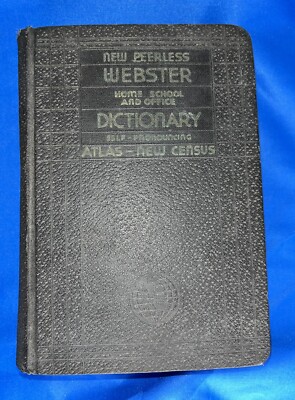 NEW PEERLESS
WEBSTER
HOME SCHOOL
AND OFFICE
DICTIONARY
SELF-PRONOUNCING
ATLAS-NEW CENSUS